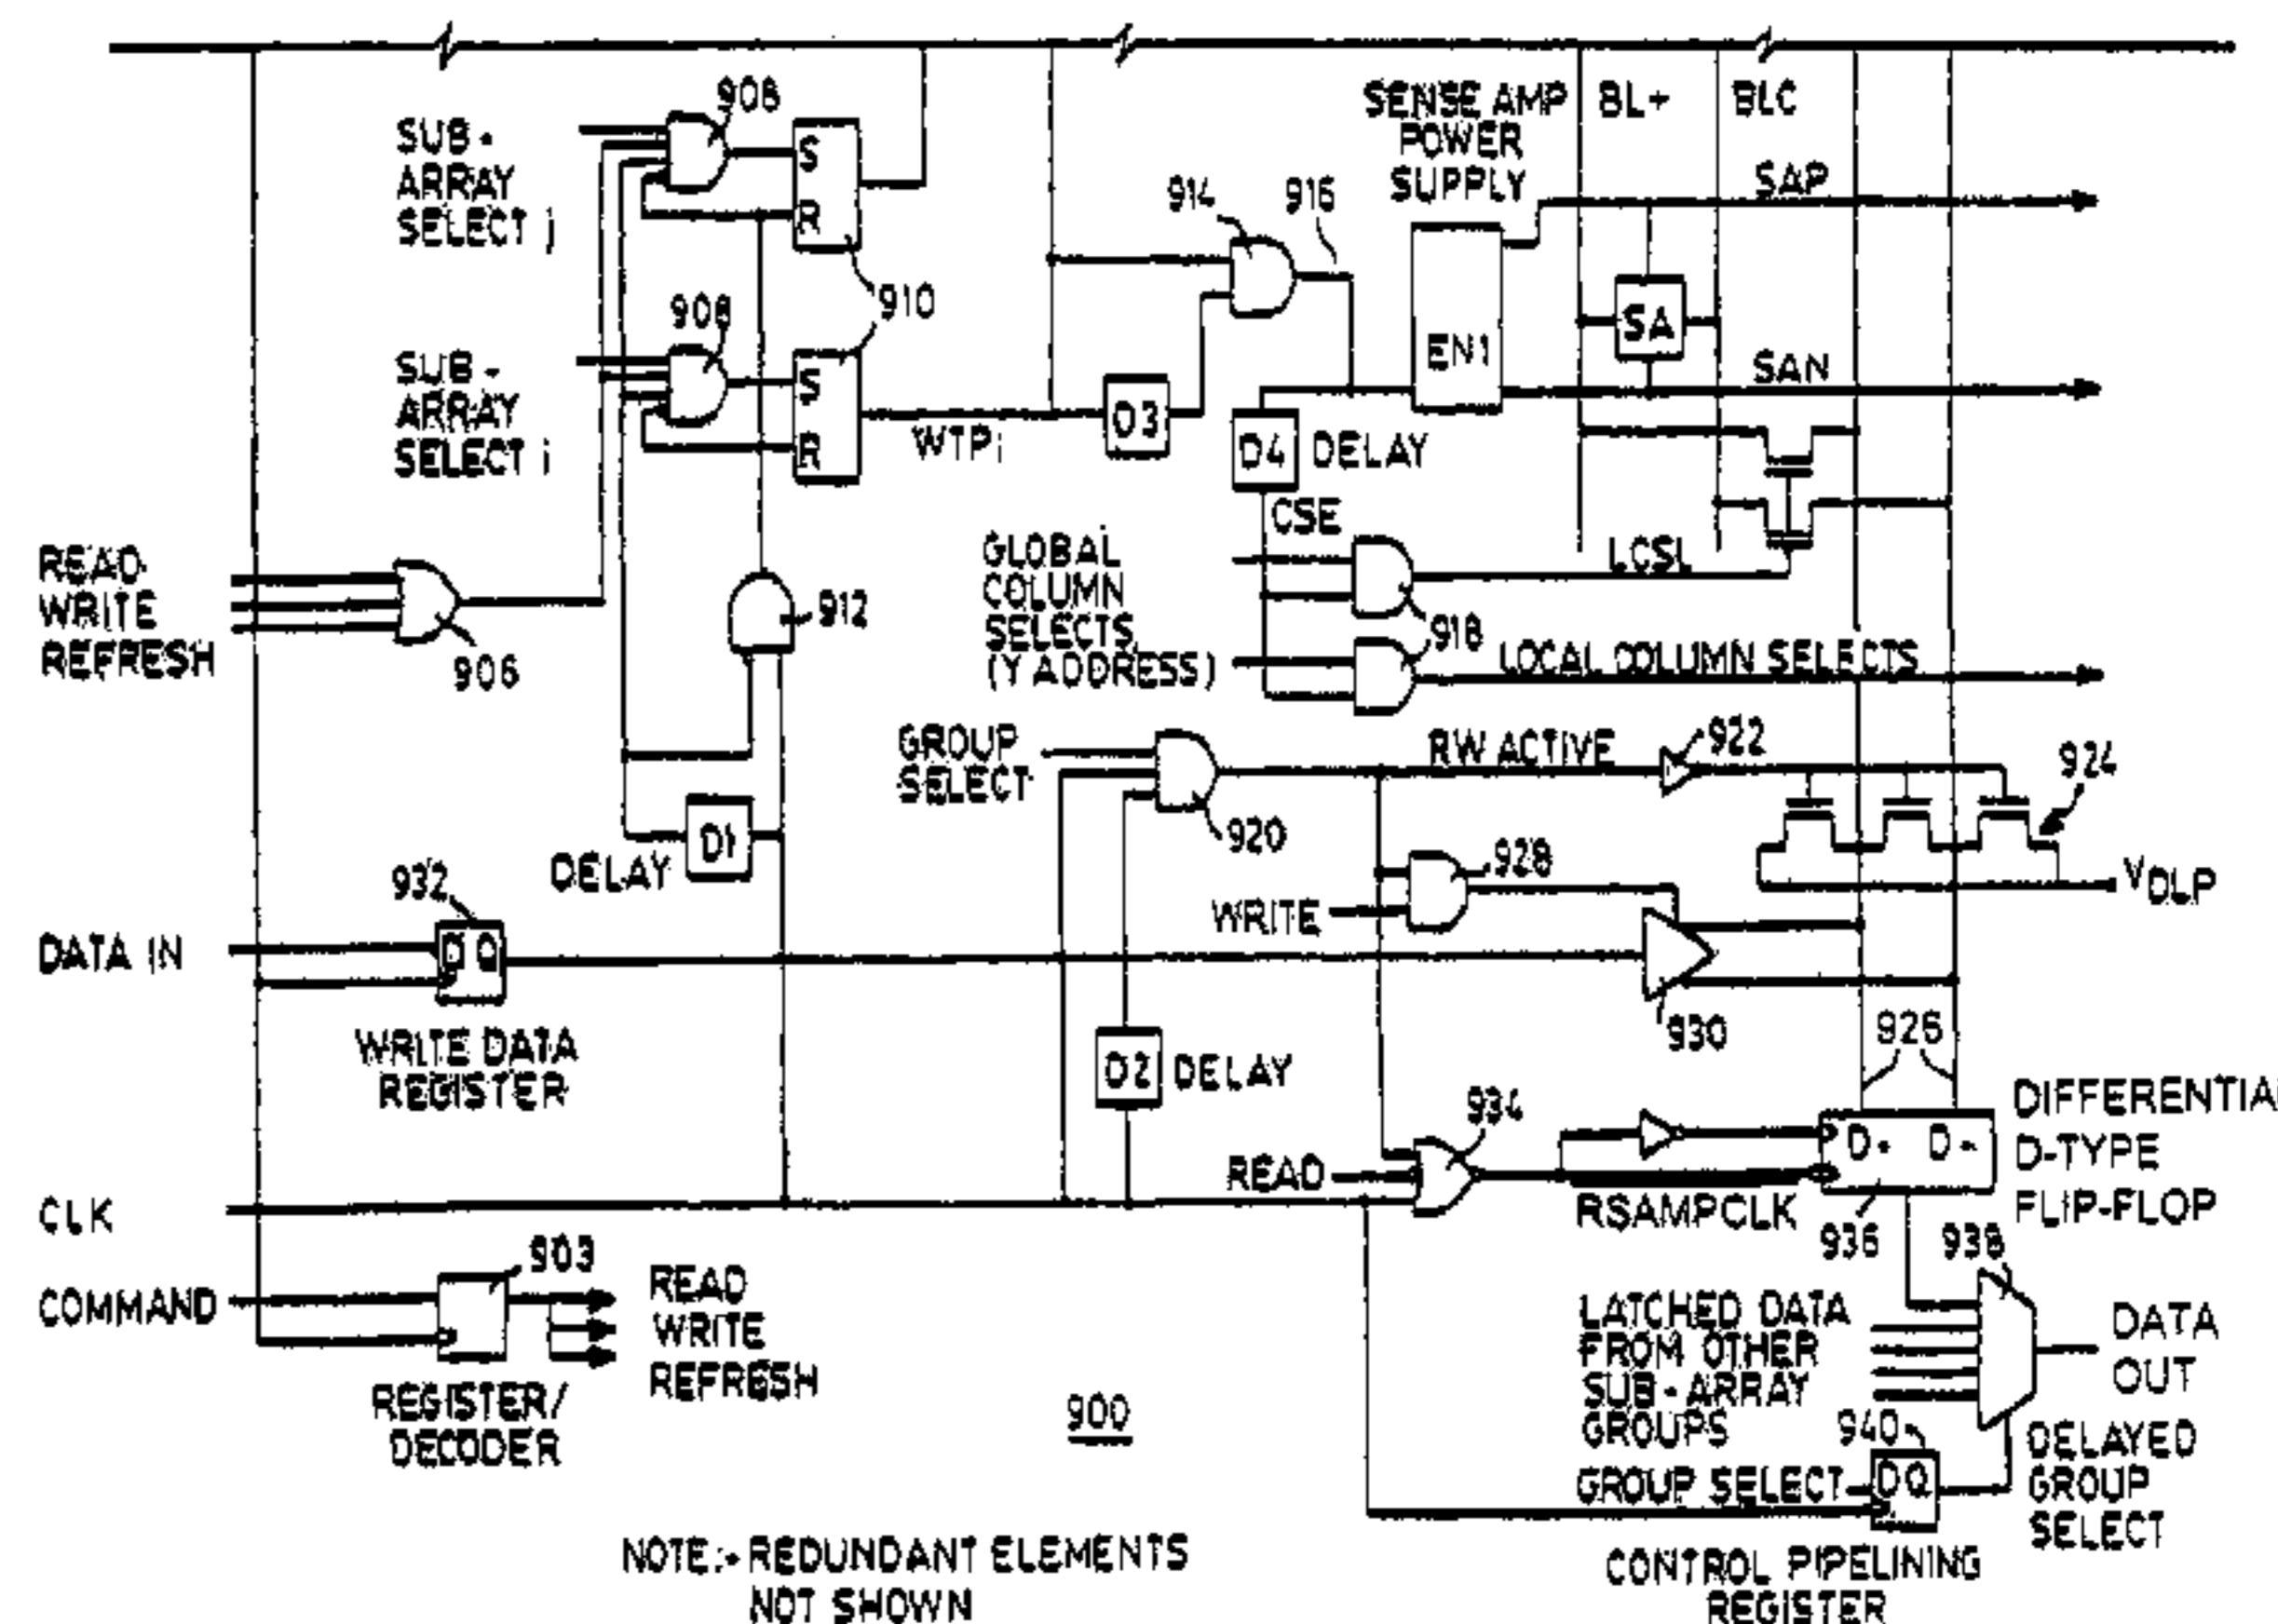 908
SUB-
ARRAY
SELECT j
S
R
910
908
SUB-
ARRAY
SELECT i
S
R
WTPi
D3
914
916
SENSE AMP
POWER
SUPPLY
EN1
BL+
BLC
SAP
SA
SAN
D4
DELAY
CSE
LCSL
READ
WRITE
REFRESH
906
912
GLOBAL
COLUMN
SELECTS,
(Y ADDRESS)
918
LOCAL COLUMN SELECTS
GROUP
SELECT
920
RW ACTIVE
922
924
VDLP
D1
DELAY
928
WRITE
932
DATA IN
D Q
WRITE DATA
REGISTER
930
926
D2
DELAY
934
READ
RSAMPCLK
D+
D-
936
DIFFERENTIA
D-TYPE
FLIP-FLOP
CLK
COMMAND
903
READ
WRITE
REFRESH
REGISTER/
DECODER
900
938
LATCHED DATA
FROM OTHER
SUB-ARRAY
GROUPS
DATA
OUT
940
GROUP SELECT
DQ
DELAYED
GROUP
SELECT
CONTROL PIPELINING
REGISTER
NOTE:- REDUNDANT ELEMENTS
NOT SHOWN